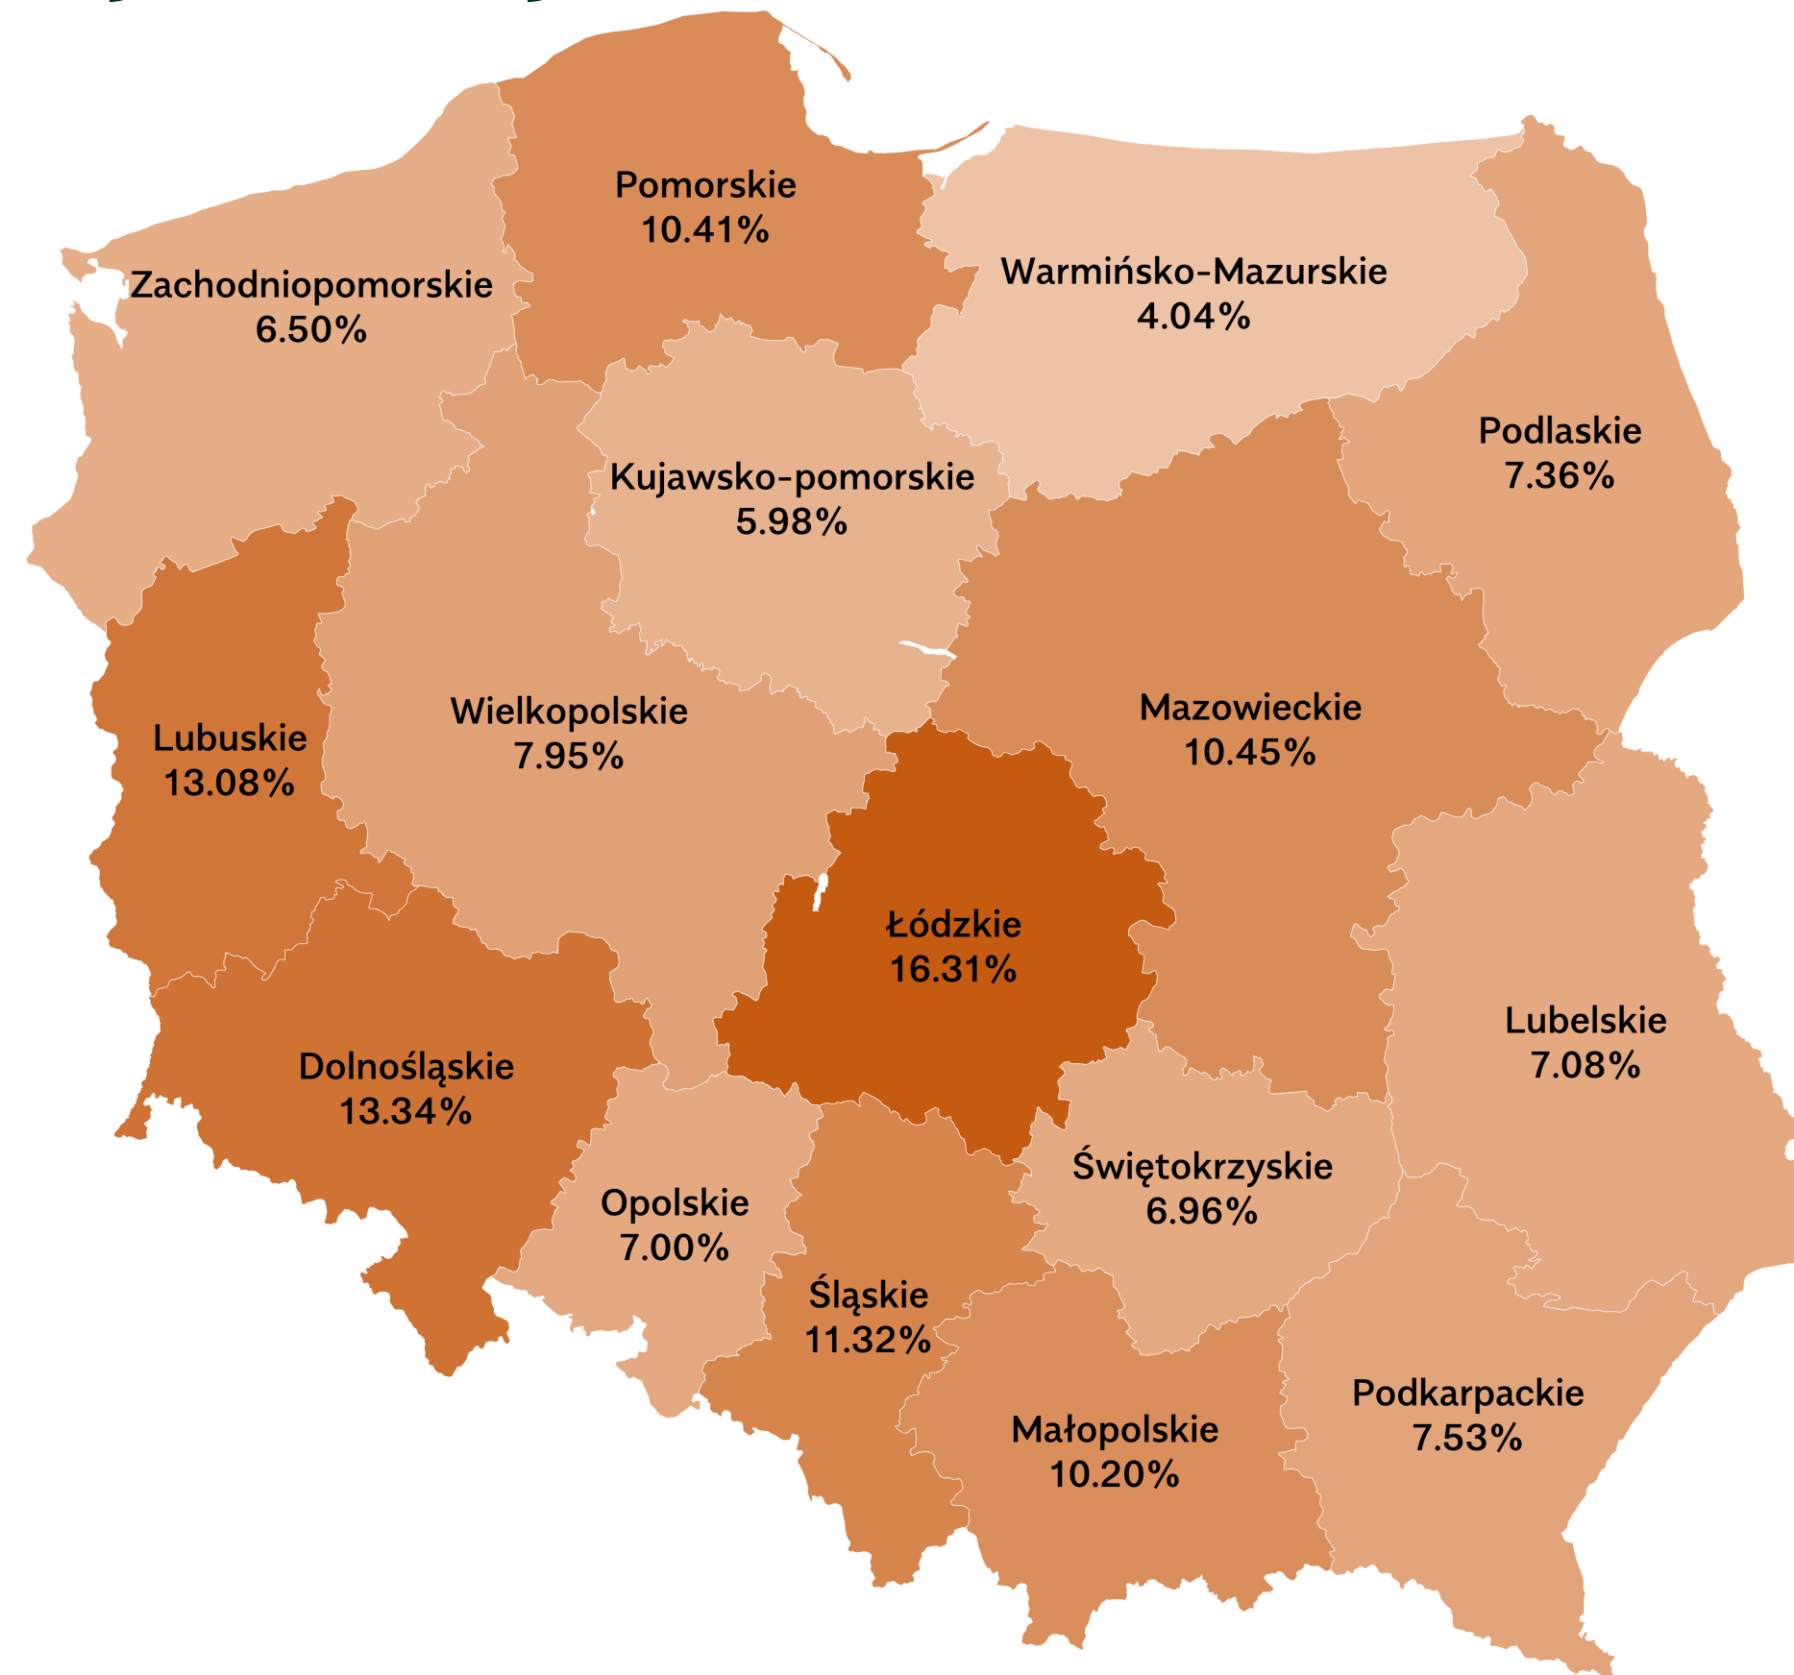 Pomorskie
10.41%
Warmińsko-Mazurskie
4.04%
Zachodniopomorskie
6.50%
Podlaskie
7.36%
Kujawsko-pomorskie
5.98%
Mazowieckie
10.45%
Wielkopolskie
7.95%
Lubuskie
13.08%
Łódzkie
16.31%
Lubelskie
7.08%
Dolnośląskie
13.34%
Świętokrzyskie
6.96%
Opolskie
7.00%
Śląskie
11.32%
Podkarpackie
7.53%
Małopolskie
10.20%